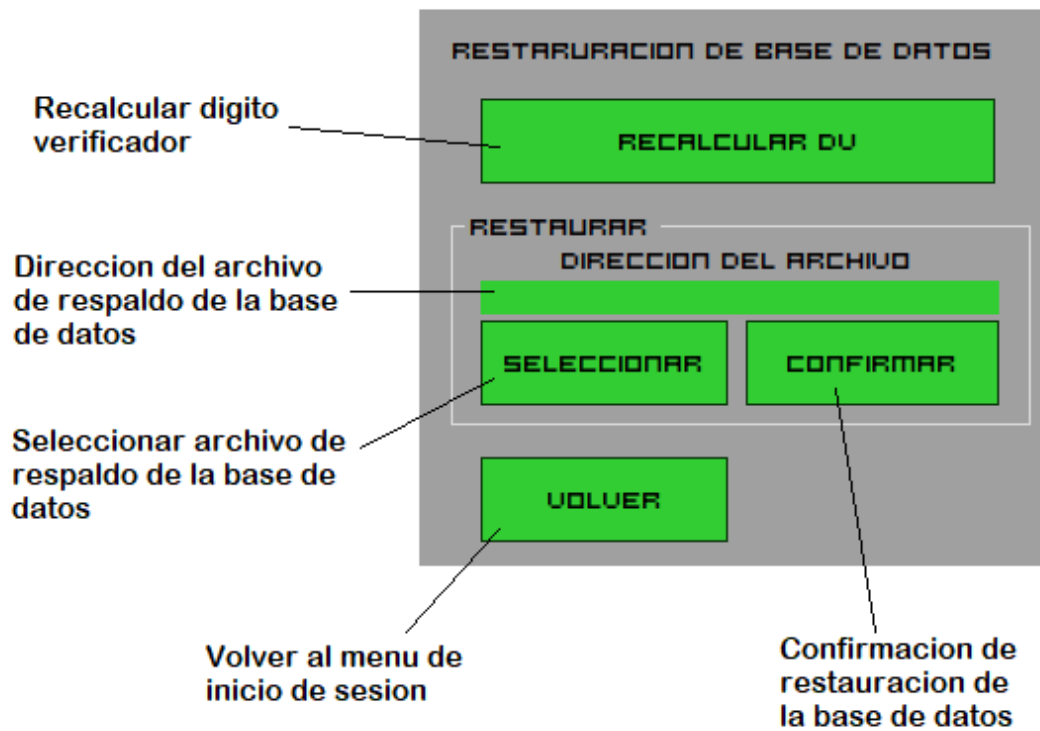 RESTARURACION DE BASE DE DATOS
Recalcular digito
verificador
RECALCULAR DV
RESTAURAR
DIRECCION DEL ARCHIVO
Direccion del archivo
de respaldo de la base
de datos
SELECCIONAR
CONFIRMAR
Seleccionar archivo de
respaldo de la base de
datos
VOLVER
Volver al menu de
inicio de sesion
Confirmacion de
restauracion de
la base de datos